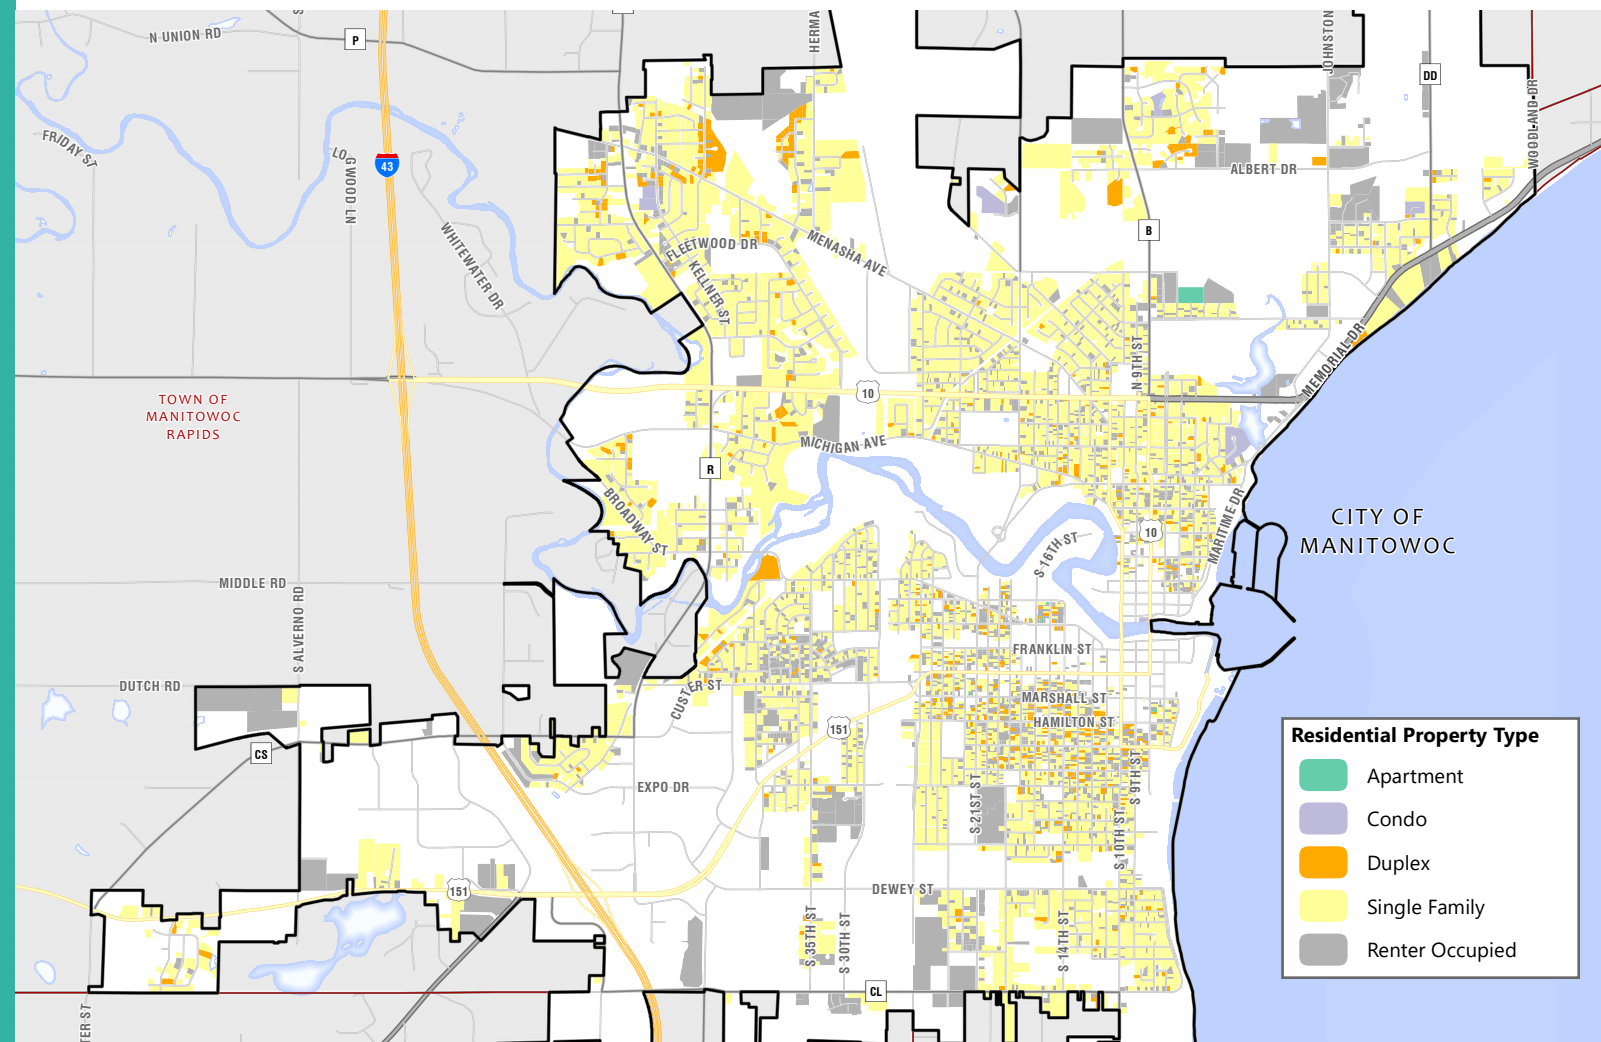 N UNION RD
P
HERMA
JOHNSTON
DD
WOODLAND DR
FRIDAY ST
LO
GWOOD LN
43
ALBERT DR
WHITEWATER DR
FLEETWOOD DR
MENASHA AVE
B
KELLNER ST
N 9TH ST
MEMORIAL DR
10
TOWN OF
MANITOWOC
RAPIDS
MICHIGAN AVE
R
BROADWAY ST
MARITIME DR
CITY OF
MANITOWOC
10
S 16TH ST
MIDDLE RD
S ALVERNO RD
FRANKLIN ST
DUTCH RD
CUSTER ST
MARSHALL ST
HAMILTON ST
151
CS
EXPO DR
S 21ST ST
S 9TH ST
S 10TH ST
151
DEWEY ST
S 35TH ST
S 30TH ST
S 14TH ST
CL
TER ST
Residential Property Type
Apartment
Condo
Duplex
Single Family
Renter Occupied